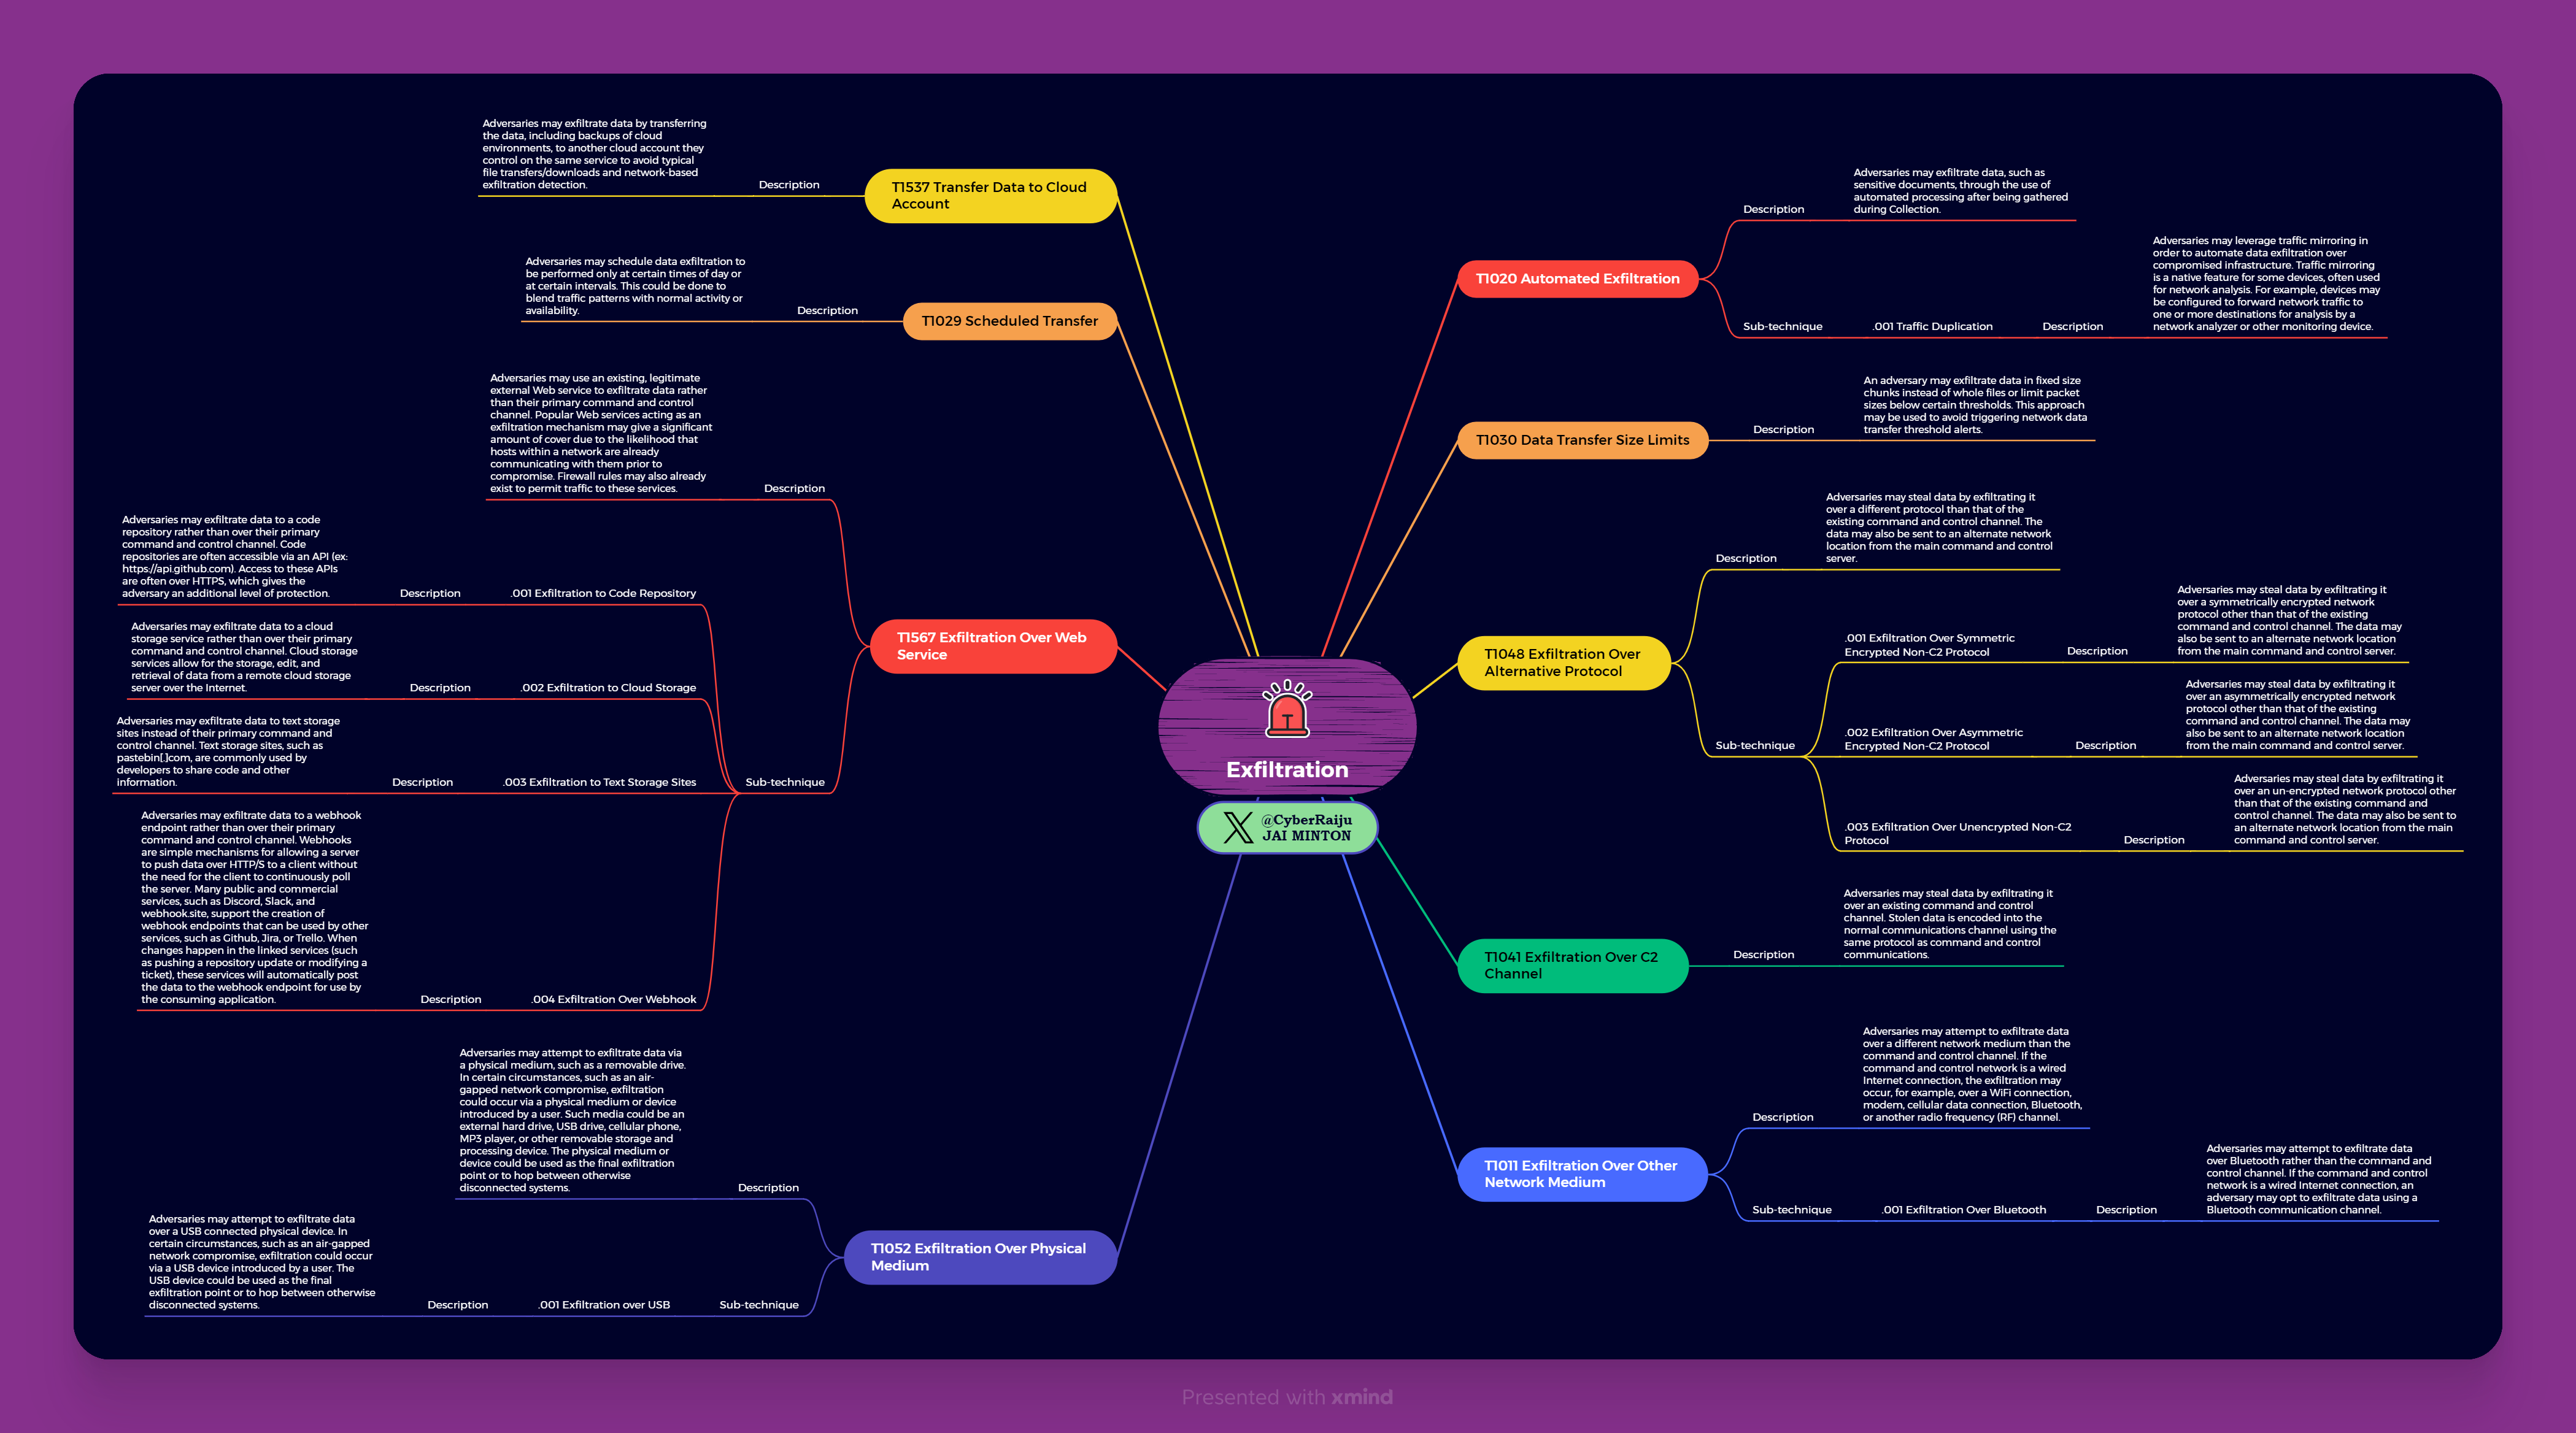 Adversaries may exfiltrate data by transferring
the data, including backups of cloud
environments, to another cloud account they
control on the same service to avoid typical
file transfers/downloads and network-based
exfiltration detection.
Description
T1537 Transfer Data to Cloud
Account
Adversaries may schedule data exfiltration to
be performed only at certain times of day or
at certain intervals. This could be done to
blend traffic patterns with normal activity or
availability.
Description
T1029 Scheduled Transfer
Adversaries may use an existing, legitimate
external Web service to exfiltrate data rather
than their primary command and control
channel. Popular Web services acting as an
exfiltration mechanism may give a significant
amount of cover due to the likelihood that
hosts within a network are already
communicating with them prior to
compromise. Firewall rules may also already
exist to permit traffic to these services.
Description
Adversaries may exfiltrate data to a code
repository rather than over their primary
command and control channel. Code
repositories are often accessible via an API (ex:
https://api.github.com). Access to these APIs
are often over HTTPS, which gives the
adversary an additional level of protection.
Description
.001 Exfiltration to Code Repository
T1567 Exfiltration Over Web
Service
Adversaries may exfiltrate data to a cloud
storage service rather than over their primary
command and control channel. Cloud storage
services allow for the storage, edit, and
retrieval of data from a remote cloud storage
server over the Internet.
Description
.002 Exfiltration to Cloud Storage
Adversaries may exfiltrate data to text storage
sites instead of their primary command and
control channel. Text storage sites, such as
pastebin[.]com, are commonly used by
developers to share code and other
information.
Description
.003 Exfiltration to Text Storage Sites
Sub-technique
Adversaries may exfiltrate data to a webhook
endpoint rather than over their primary
command and control channel. Webhooks
are simple mechanisms for allowing a server
to push data over HTTP/S to a client without
the need for the client to continuously poll
the server. Many public and commercial
services, such as Discord, Slack, and
webhook.site, support the creation of
webhook endpoints that can be used by other
services, such as Github, Jira, or Trello. When
changes happen in the linked services (such
as pushing a repository update or modifying a
ticket), these services will automatically post
the data to the webhook endpoint for use by
the consuming application.
Description
.004 Exfiltration Over Webhook
Adversaries may attempt to exfiltrate data via
a physical medium, such as a removable drive.
In certain circumstances, such as an air-
gapped network compromise, exfiltration
could occur via a physical medium or device
introduced by a user. Such media could be an
external hard drive, USB drive, cellular phone,
MP3 player, or other removable storage and
processing device. The physical medium or
device could be used as the final exfiltration
point or to hop between otherwise
disconnected systems.
Description
T1052 Exfiltration Over Physical
Medium
Adversaries may attempt to exfiltrate data
over a USB connected physical device. In
certain circumstances, such as an air-gapped
network compromise, exfiltration could occur
via a USB device introduced by a user. The
USB device could be used as the final
exfiltration point or to hop between otherwise
disconnected systems.
Description
.001 Exfiltration over USB
Sub-technique
Exfiltration
@CyberRaiju
JAI MINTON
T1020 Automated Exfiltration
Description
Adversaries may exfiltrate data, such as
sensitive documents, through the use of
automated processing after being gathered
during Collection.
Sub-technique
.001 Traffic Duplication
Description
Adversaries may leverage traffic mirroring in
order to automate data exfiltration over
compromised infrastructure. Traffic mirroring
is a native feature for some devices, often used
for network analysis. For example, devices may
be configured to forward network traffic to
one or more destinations for analysis by a
network analyzer or other monitoring device.
T1030 Data Transfer Size Limits
Description
An adversary may exfiltrate data in fixed size
chunks instead of whole files or limit packet
sizes below certain thresholds. This approach
may be used to avoid triggering network data
transfer threshold alerts.
T1048 Exfiltration Over
Alternative Protocol
Description
Adversaries may steal data by exfiltrating it
over a different protocol than that of the
existing command and control channel. The
data may also be sent to an alternate network
location from the main command and control
server.
Sub-technique
.001 Exfiltration Over Symmetric
Encrypted Non-C2 Protocol
Description
Adversaries may steal data by exfiltrating it
over a symmetrically encrypted network
protocol other than that of the existing
command and control channel. The data may
also be sent to an alternate network location
from the main command and control server.
.002 Exfiltration Over Asymmetric
Encrypted Non-C2 Protocol
Description
Adversaries may steal data by exfiltrating it
over an asymmetrically encrypted network
protocol other than that of the existing
command and control channel. The data may
also be sent to an alternate network location
from the main command and control server.
.003 Exfiltration Over Unencrypted Non-C2
Protocol
Description
Adversaries may steal data by exfiltrating it
over an un-encrypted network protocol other
than that of the existing command and
control channel. The data may also be sent to
an alternate network location from the main
command and control server.
T1041 Exfiltration Over C2
Channel
Description
Adversaries may steal data by exfiltrating it
over an existing command and control
channel. Stolen data is encoded into the
normal communications channel using the
same protocol as command and control
communications.
T1011 Exfiltration Over Other
Network Medium
Description
Adversaries may attempt to exfiltrate data
over a different network medium than the
command and control channel. If the
command and control network is a wired
Internet connection, the exfiltration may
occur, for example, over a WiFi connection,
modem, cellular data connection, Bluetooth,
or another radio frequency (RF) channel.
Sub-technique
.001 Exfiltration Over Bluetooth
Description
Adversaries may attempt to exfiltrate data
over Bluetooth rather than the command and
control channel. If the command and control
network is a wired Internet connection, an
adversary may opt to exfiltrate data using a
Bluetooth communication channel.
Presented with xmind